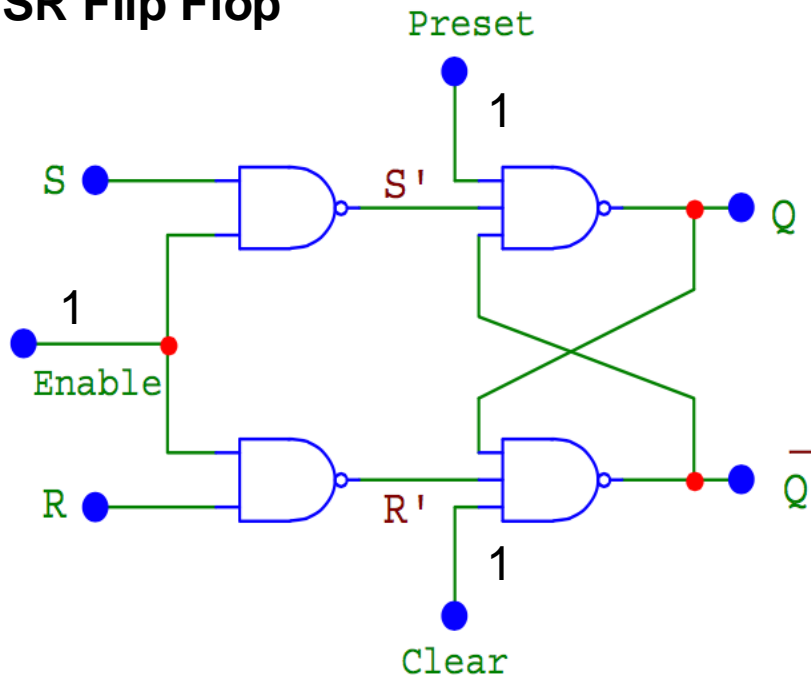 SR Flip Flop
Preset
1
S
S'
Q
1
Enable
R
R'
Q̅
1
Clear